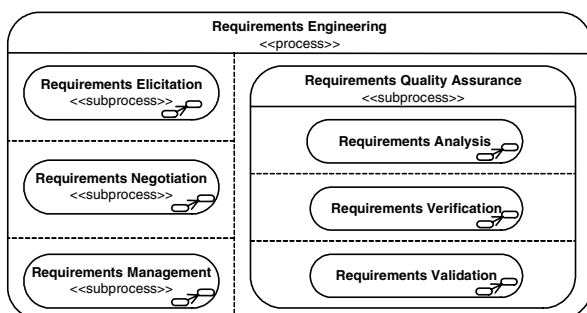 Requirements Engineering
<<process>>
Requirements Elicitation
<<subprocess>>
Requirements Negotiation
<<subprocess>>
Requirements Management
<<subprocess>>
Requirements Quality Assurance
<<subprocess>>
Requirements Analysis
Requirements Verification
Requirements Validation